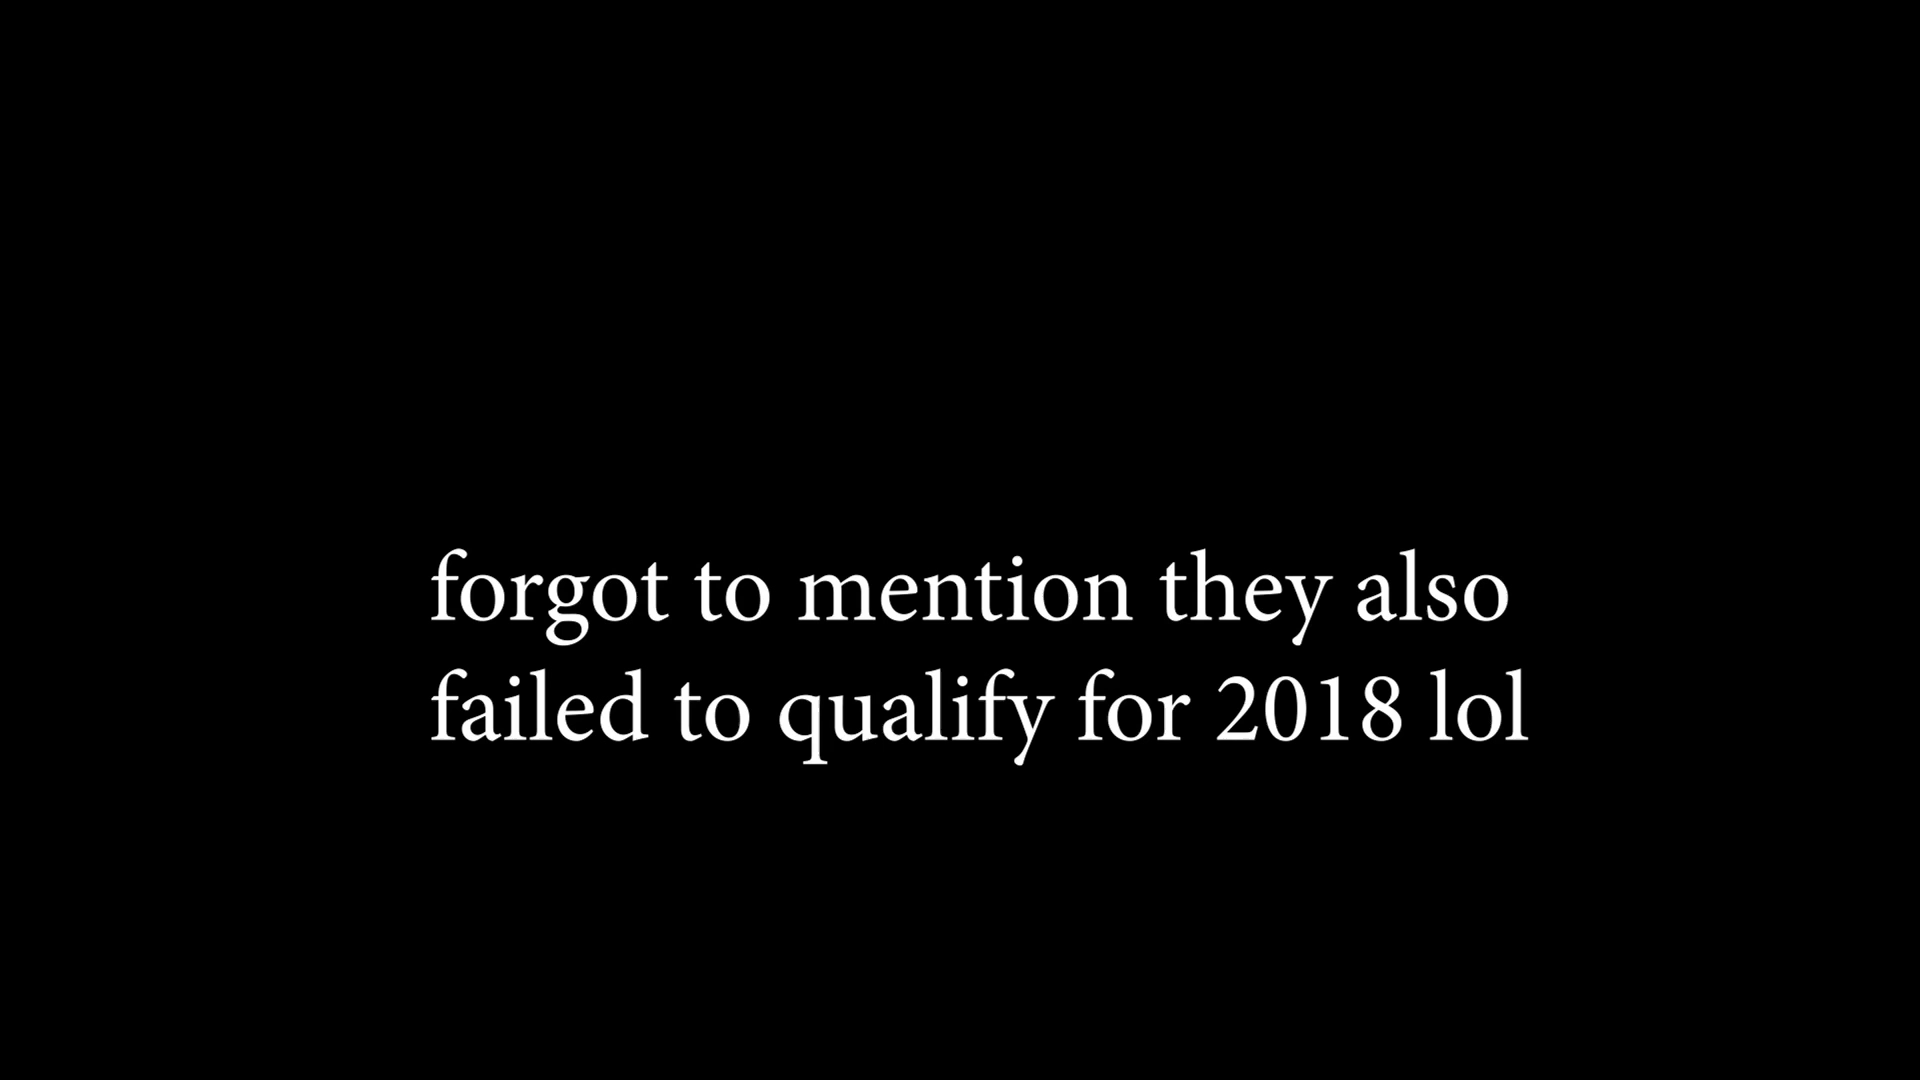 forgot to mention they also
failed to qualify for 2018 lol